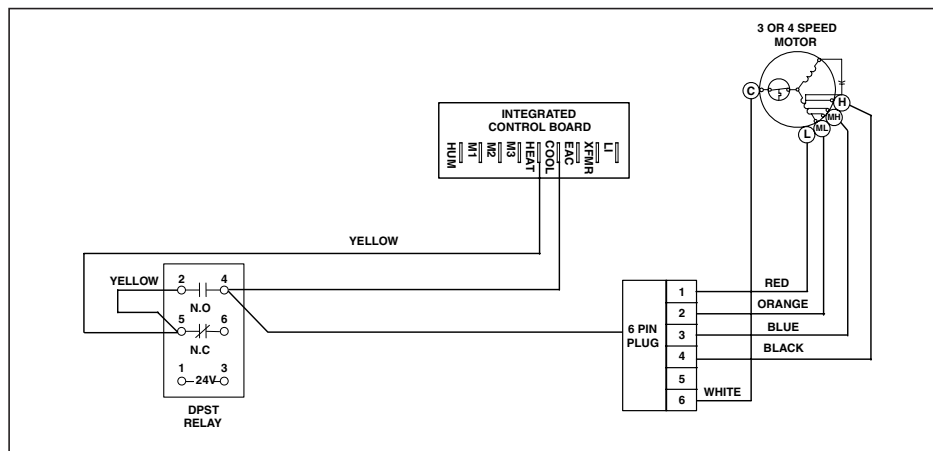 3 OR 4 SPEED
MOTOR
C
H
MH
ML
L
INTEGRATED
CONTROL BOARD
HUM
M1
M2
M3
HEAT
COOL
EAC
XFMR
LI
YELLOW
YELLOW
2
4
N.O
5
6
N.C
1
24V
3
DPST
RELAY
6 PIN
PLUG
1
2
3
4
5
6
RED
ORANGE
BLUE
BLACK
WHITE